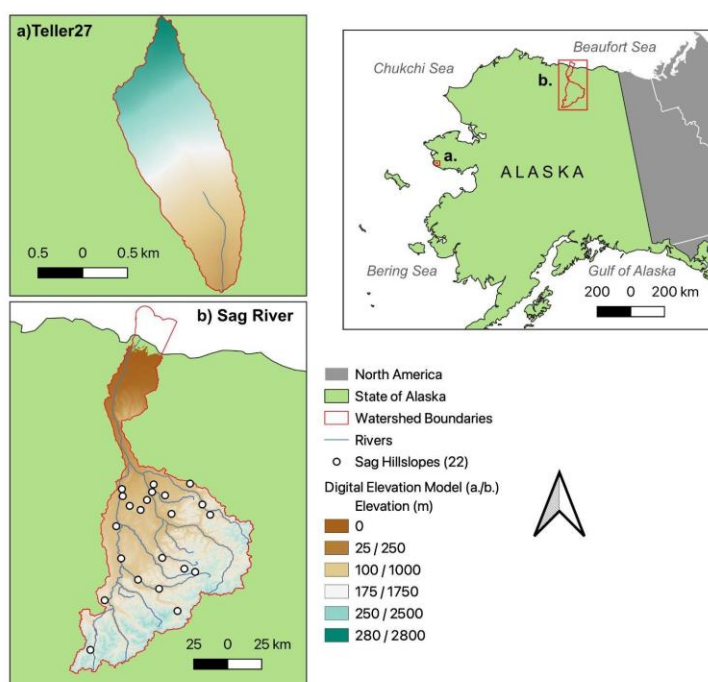 a)Teller27
0.5 0 0.5 km
b) Sag River
25 0 25 km
Beaufort Sea
Chukchi Sea
b.
a.
ALASKA
Bering Sea
Gulf of Alaska
200 0 200 km
North America
State of Alaska
Watershed Boundaries
Rivers
Sag Hillslopes (22)
Digital Elevation Model (a./b.)
Elevation (m)
0
25 / 250
100 / 1000
175 / 1750
250 / 2500
280 / 2800